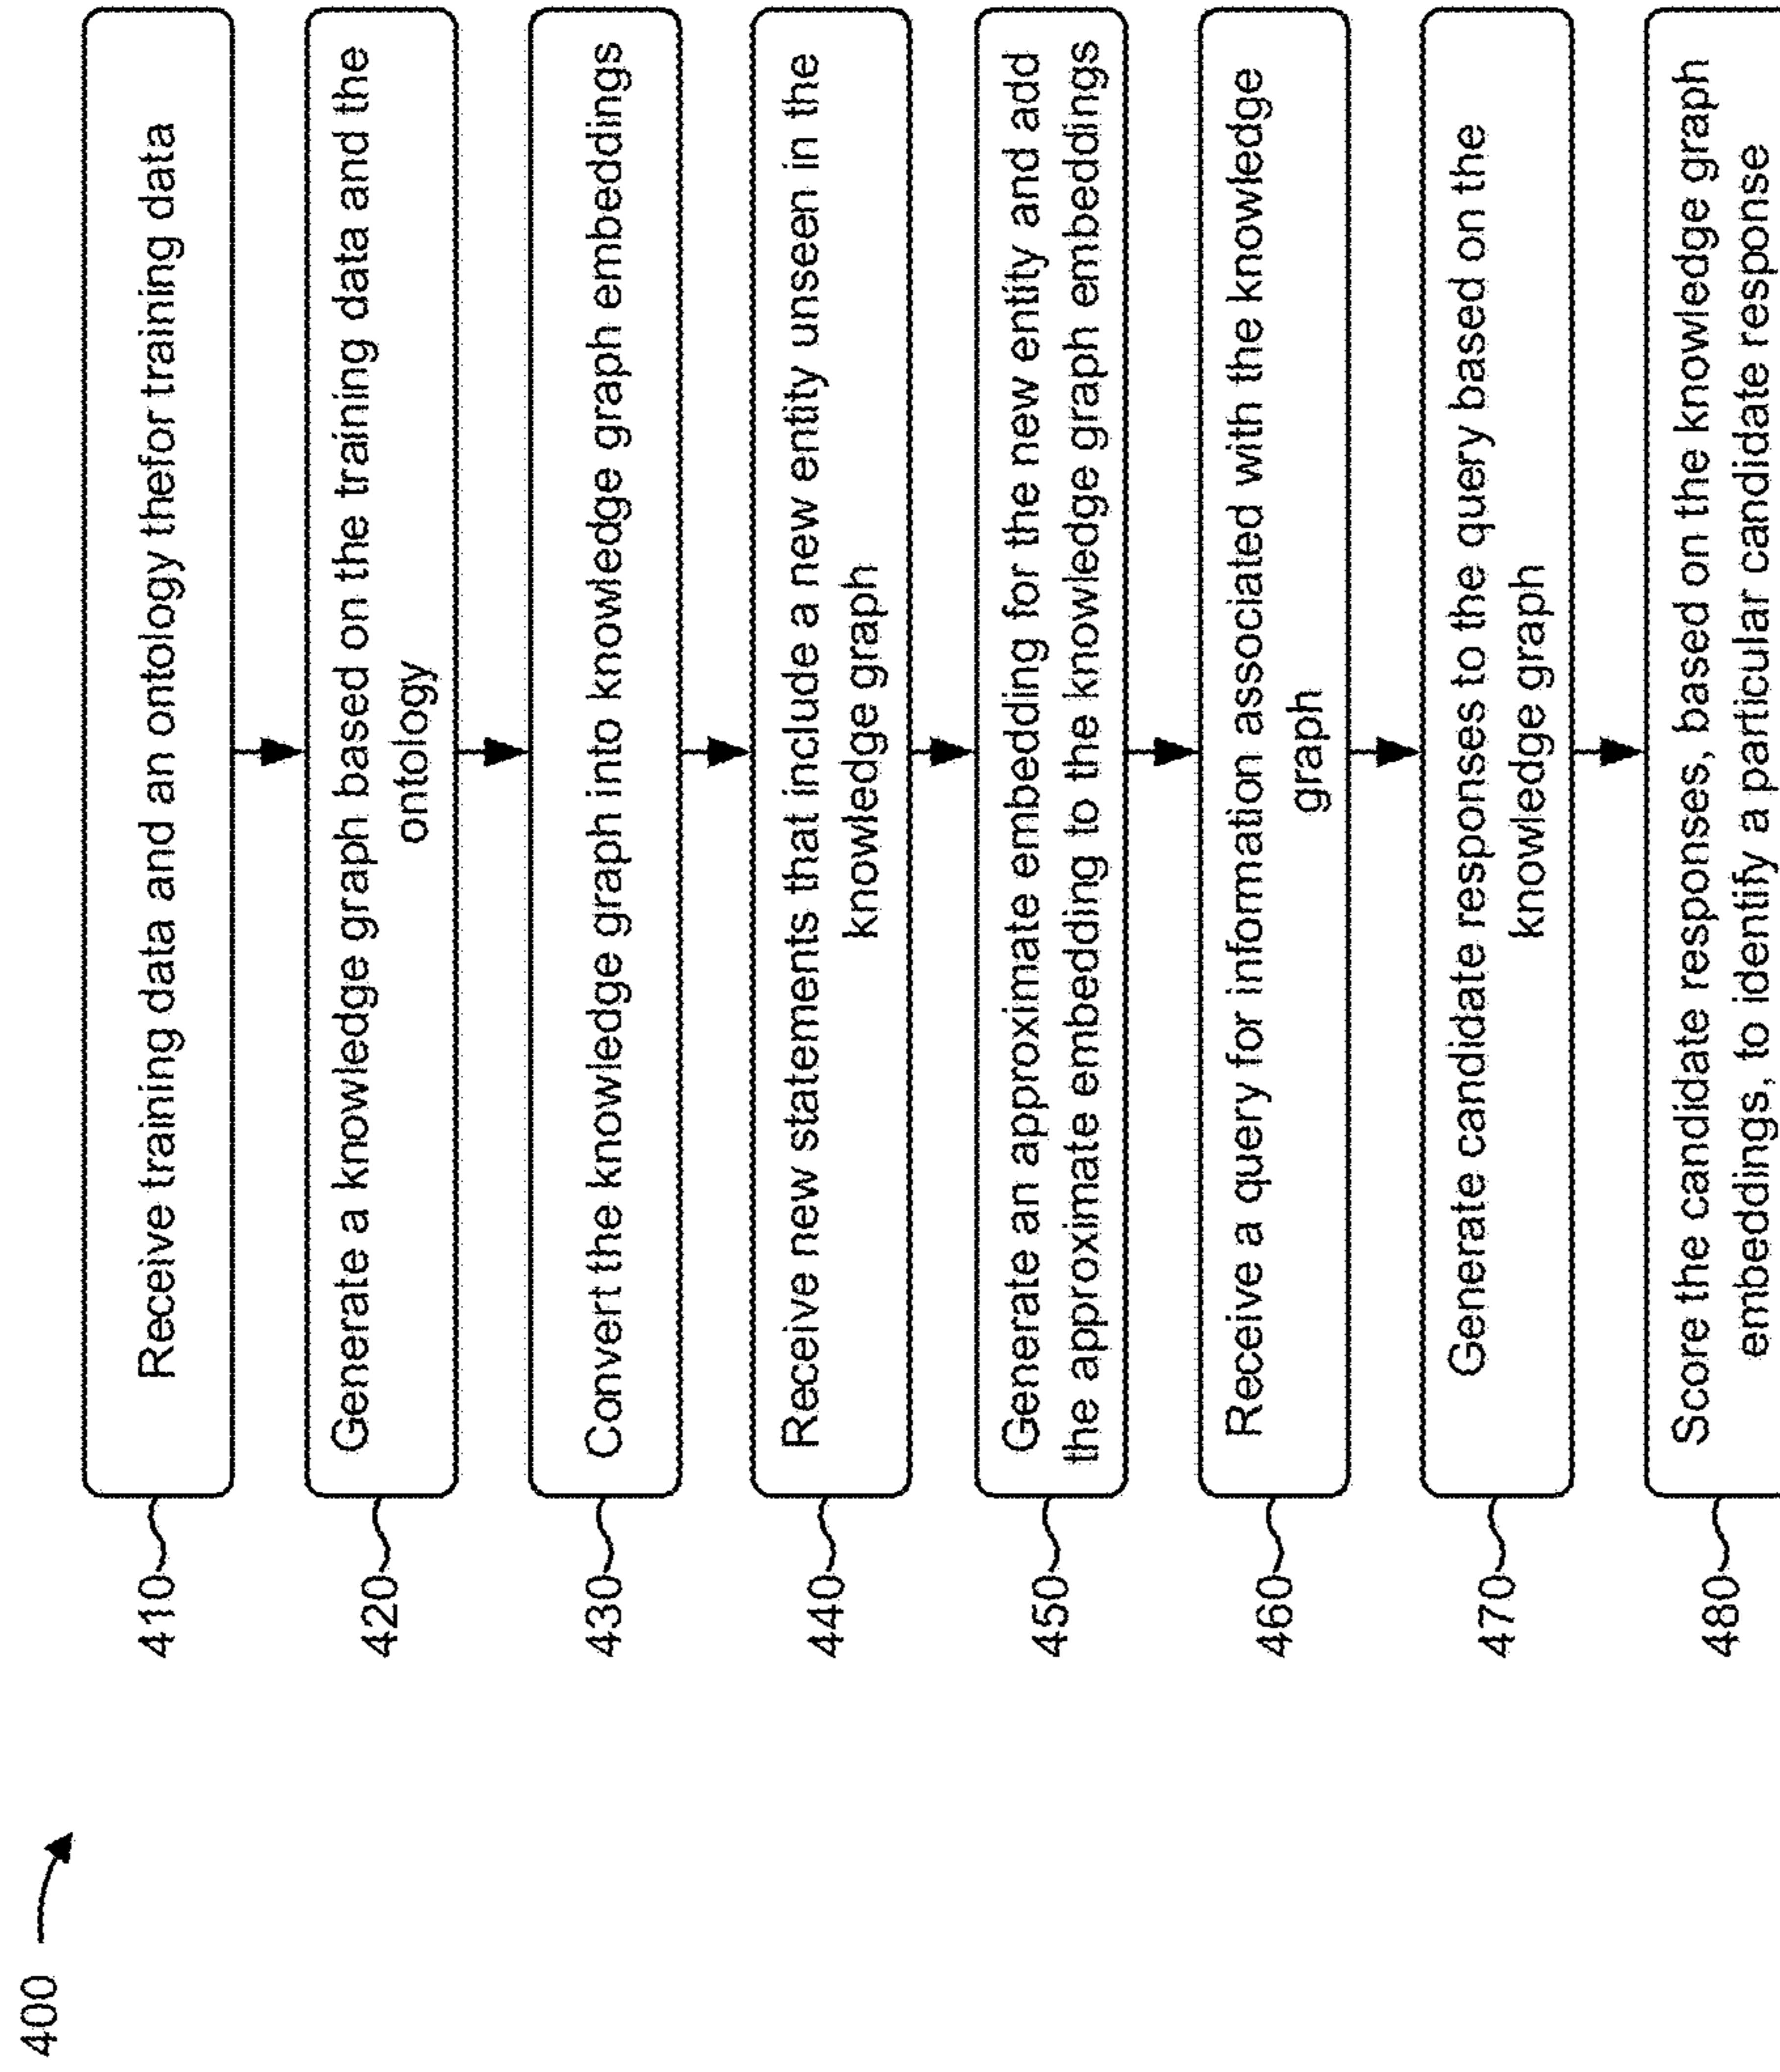 400
410
Receive training data and an ontology thefor training data
420
Generate a knowledge graph based on the training data and the
ontology
430
Convert the knowledge graph into knowledge graph embeddings
440
Receive new statements that include a new entity unseen in the
knowledge graph
450
Generate an approximate embedding for the new entity and add
the approximate embedding to the knowledge graph embeddings
460
Receive a query for information associated with the knowledge
graph
470
Generate candidate responses to the query based on the
knowledge graph
480
Score the candidate responses, based on the knowledge graph
embeddings, to identify a particular candidate response